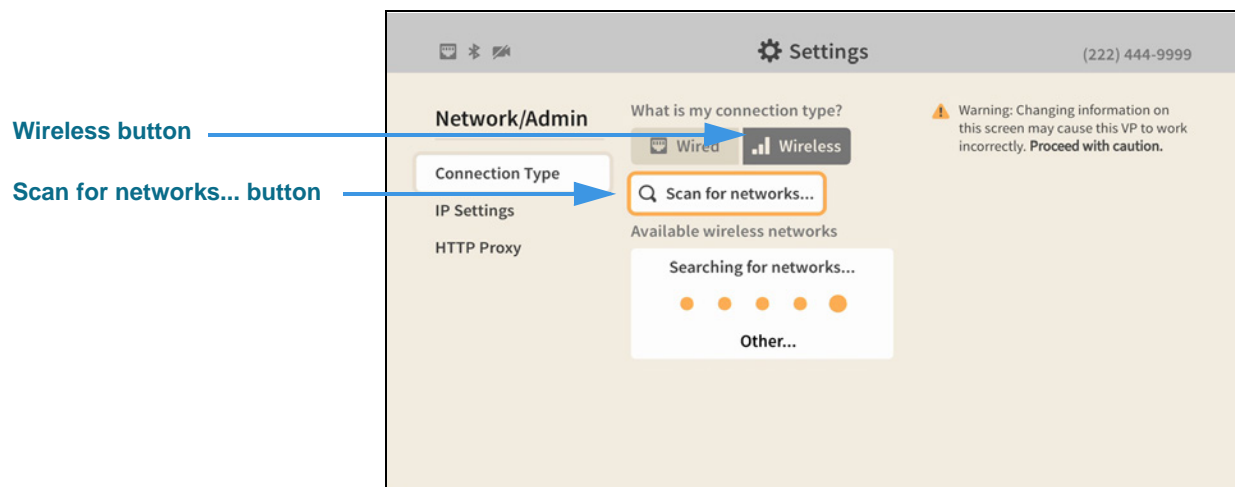 Settings
(222) 444-9999
Wireless button
Scan for networks... button
Network/Admin
Connection Type
IP Settings
HTTP Proxy
What is my connection type?
Wired
Wireless
Scan for networks...
Available wireless networks
Searching for networks...
Other...
Warning: Changing information on
this screen may cause this VP to work
incorrectly. Proceed with caution.